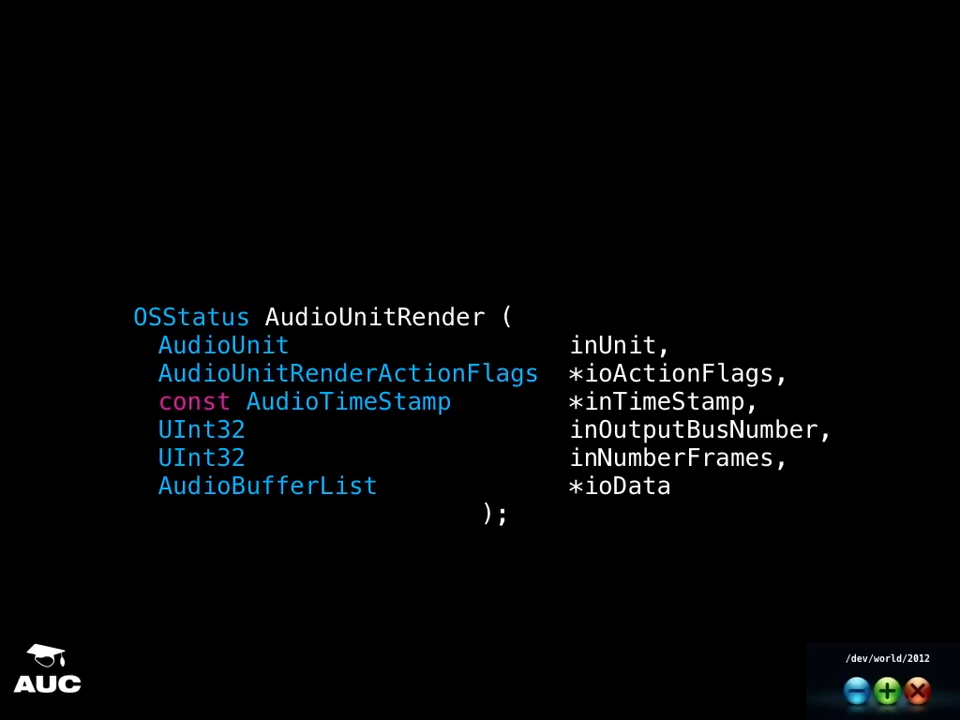 OSStatus AudioUnitRender (
AudioUnit inUnit,
AudioUnitRenderActionFlags *ioActionFlags,
const AudioTimeStamp *inTimeStamp,
UInt32 inOutputBusNumber,
UInt32 inNumberFrames,
AudioBufferList *ioData
);
AUC
/dev/world/2012